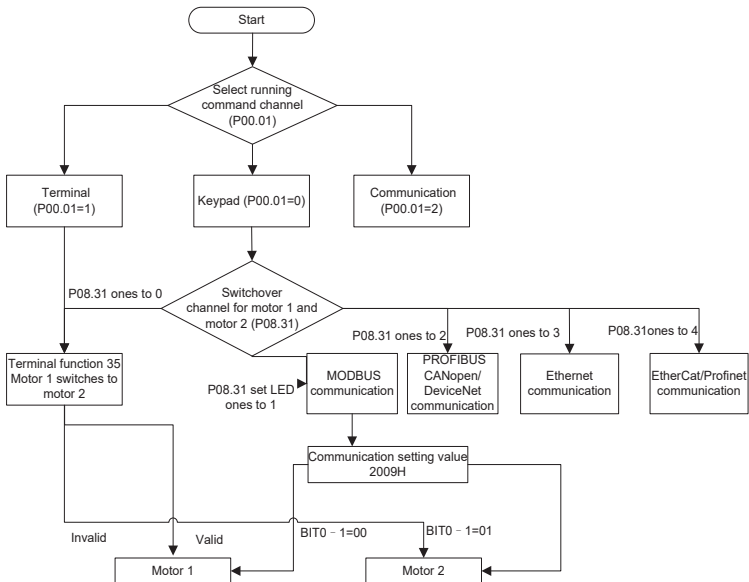 Start
Select running
command channel
(P00.01)
Terminal
(P00.01=1)
Keypad (P00.01=0)
Communication
(P00.01=2)
P08.31 ones to 0
Switchover
channel for motor 1 and
motor 2 (P08.31)
P08.31 ones to 2
P08.31 ones to 3
P08.31ones to 4
Terminal function 35
Motor 1 switches to
motor 2
P08.31 set LED
ones to 1
MODBUS
communication
PROFIBUS
CANopen/
DeviceNet
communication
Ethernet
communication
EtherCat/Profinet
communication
Communication setting value
2009H
Invalid
Valid
BIT0﹣1=00
BIT0﹣1=01
Motor 1
Motor 2